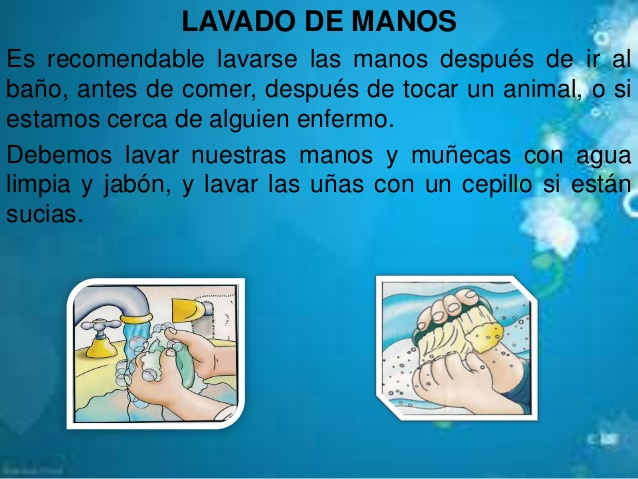 LAVADO DE MANOS
Es recomendable lavarse las manos después de ir al
baño, antes de comer, después de tocar un animal, o si
estamos cerca de alguien enfermo.
Debemos lavar nuestras manos y muñecas con agua
limpia y jabón, y lavar las uñas con un cepillo si están
sucias.